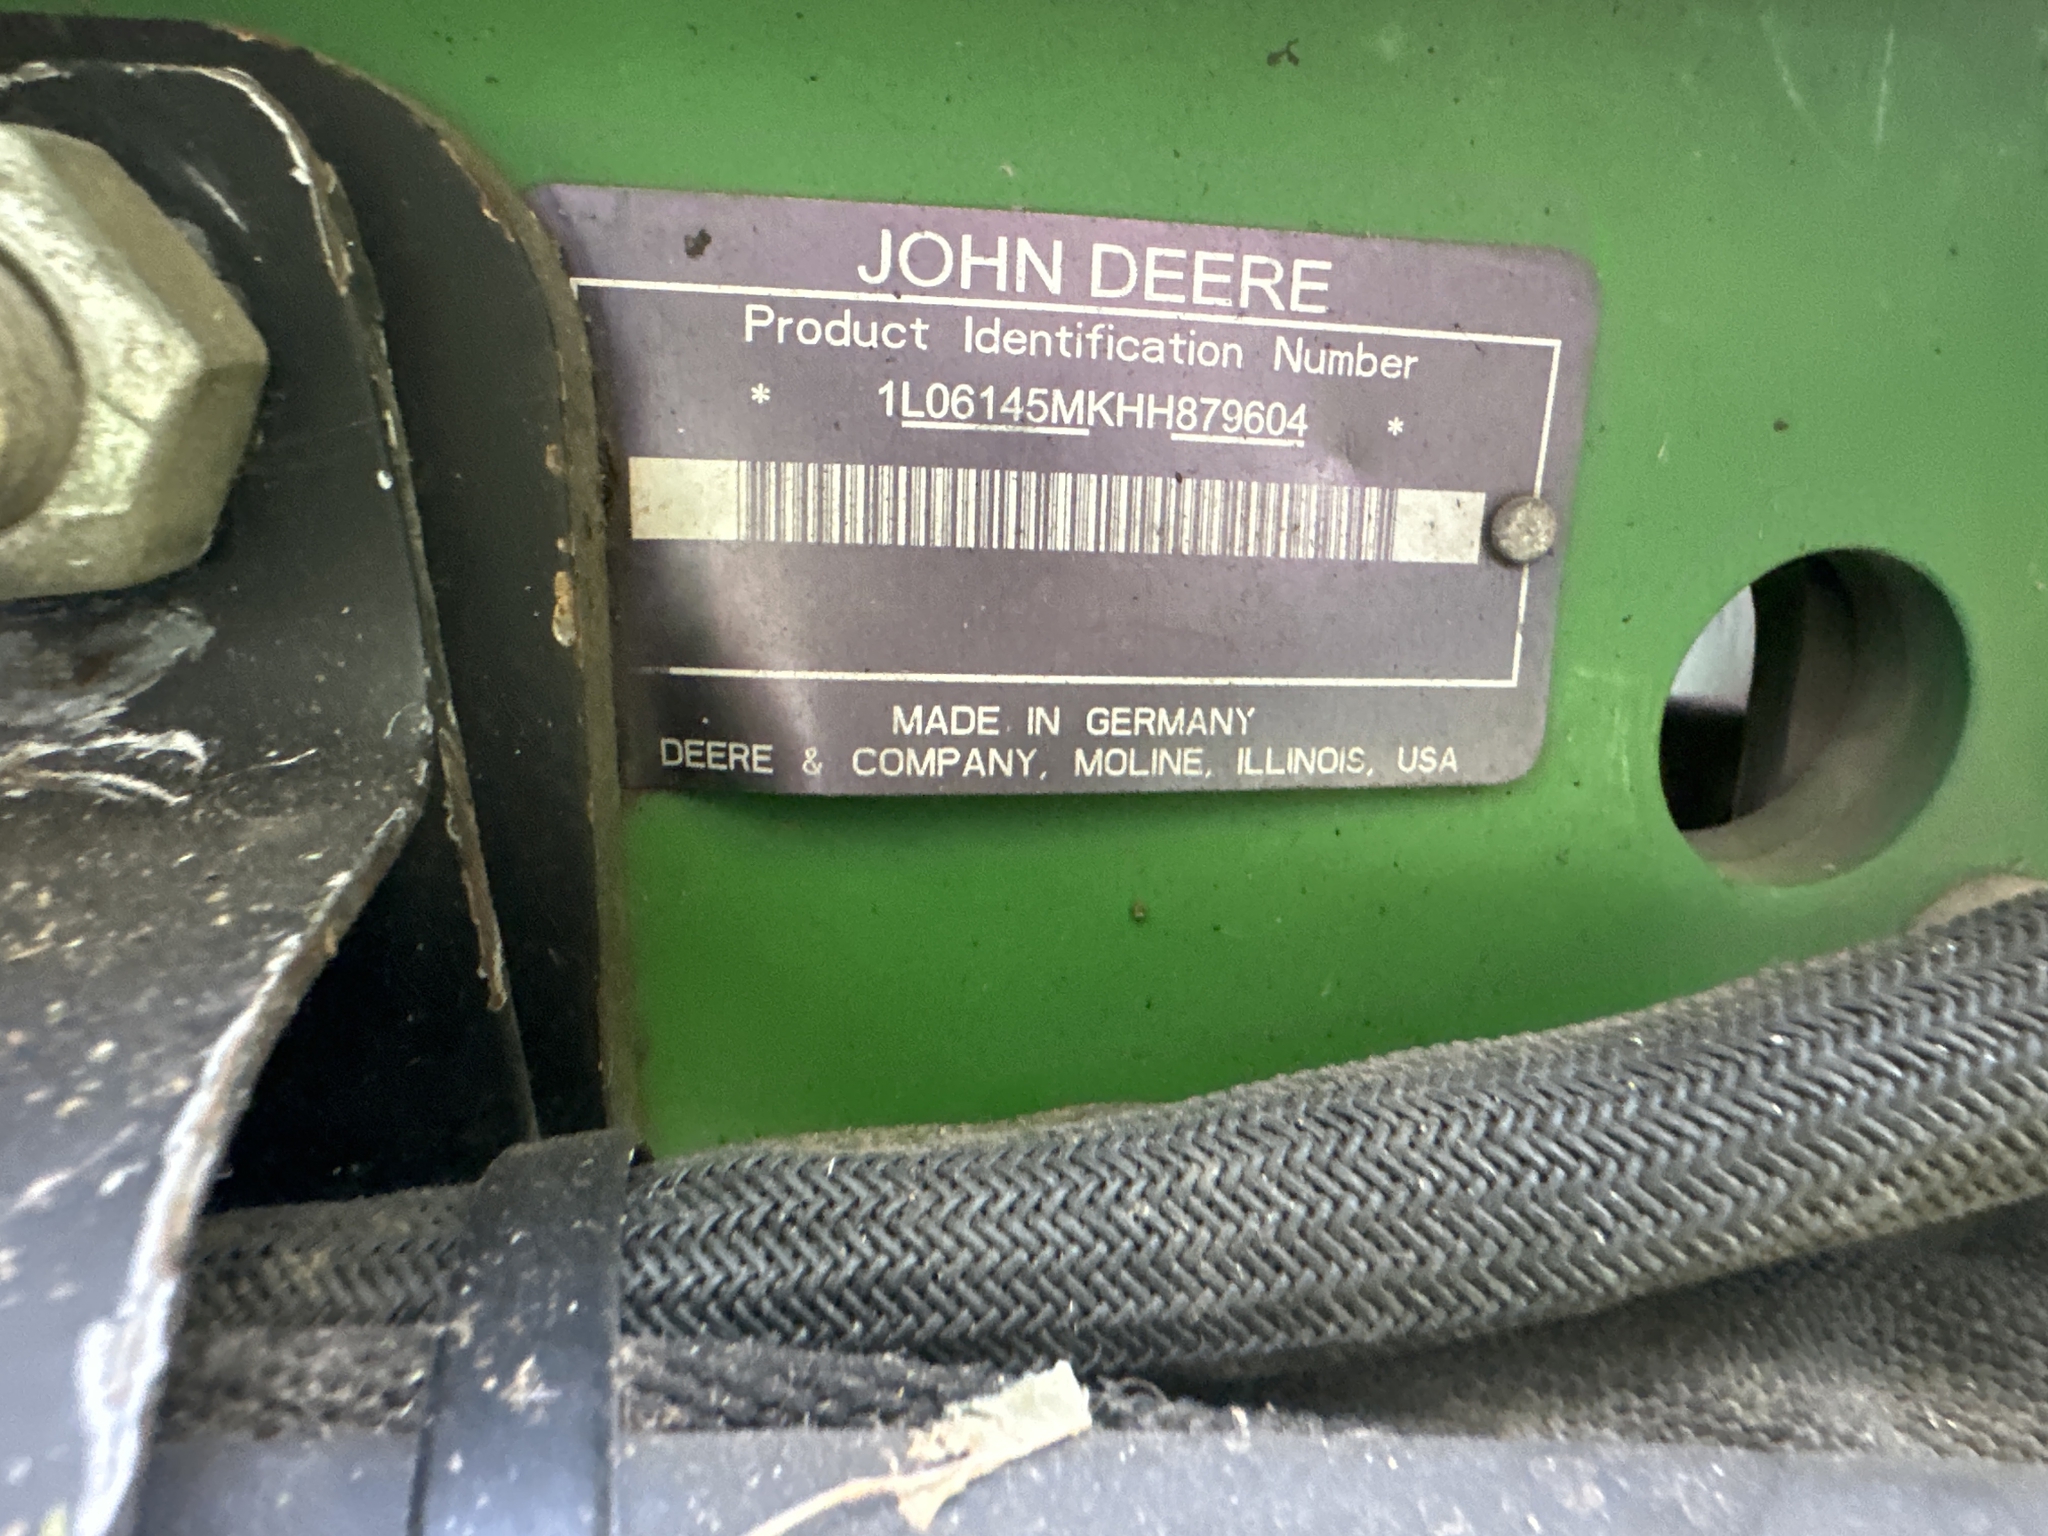 JOHN DEERE
Product Identification Number
* 1L06145MKHH879604 *
MADE IN GERMANY
DEERE & COMPANY, MOLINE, ILLINOIS, USA